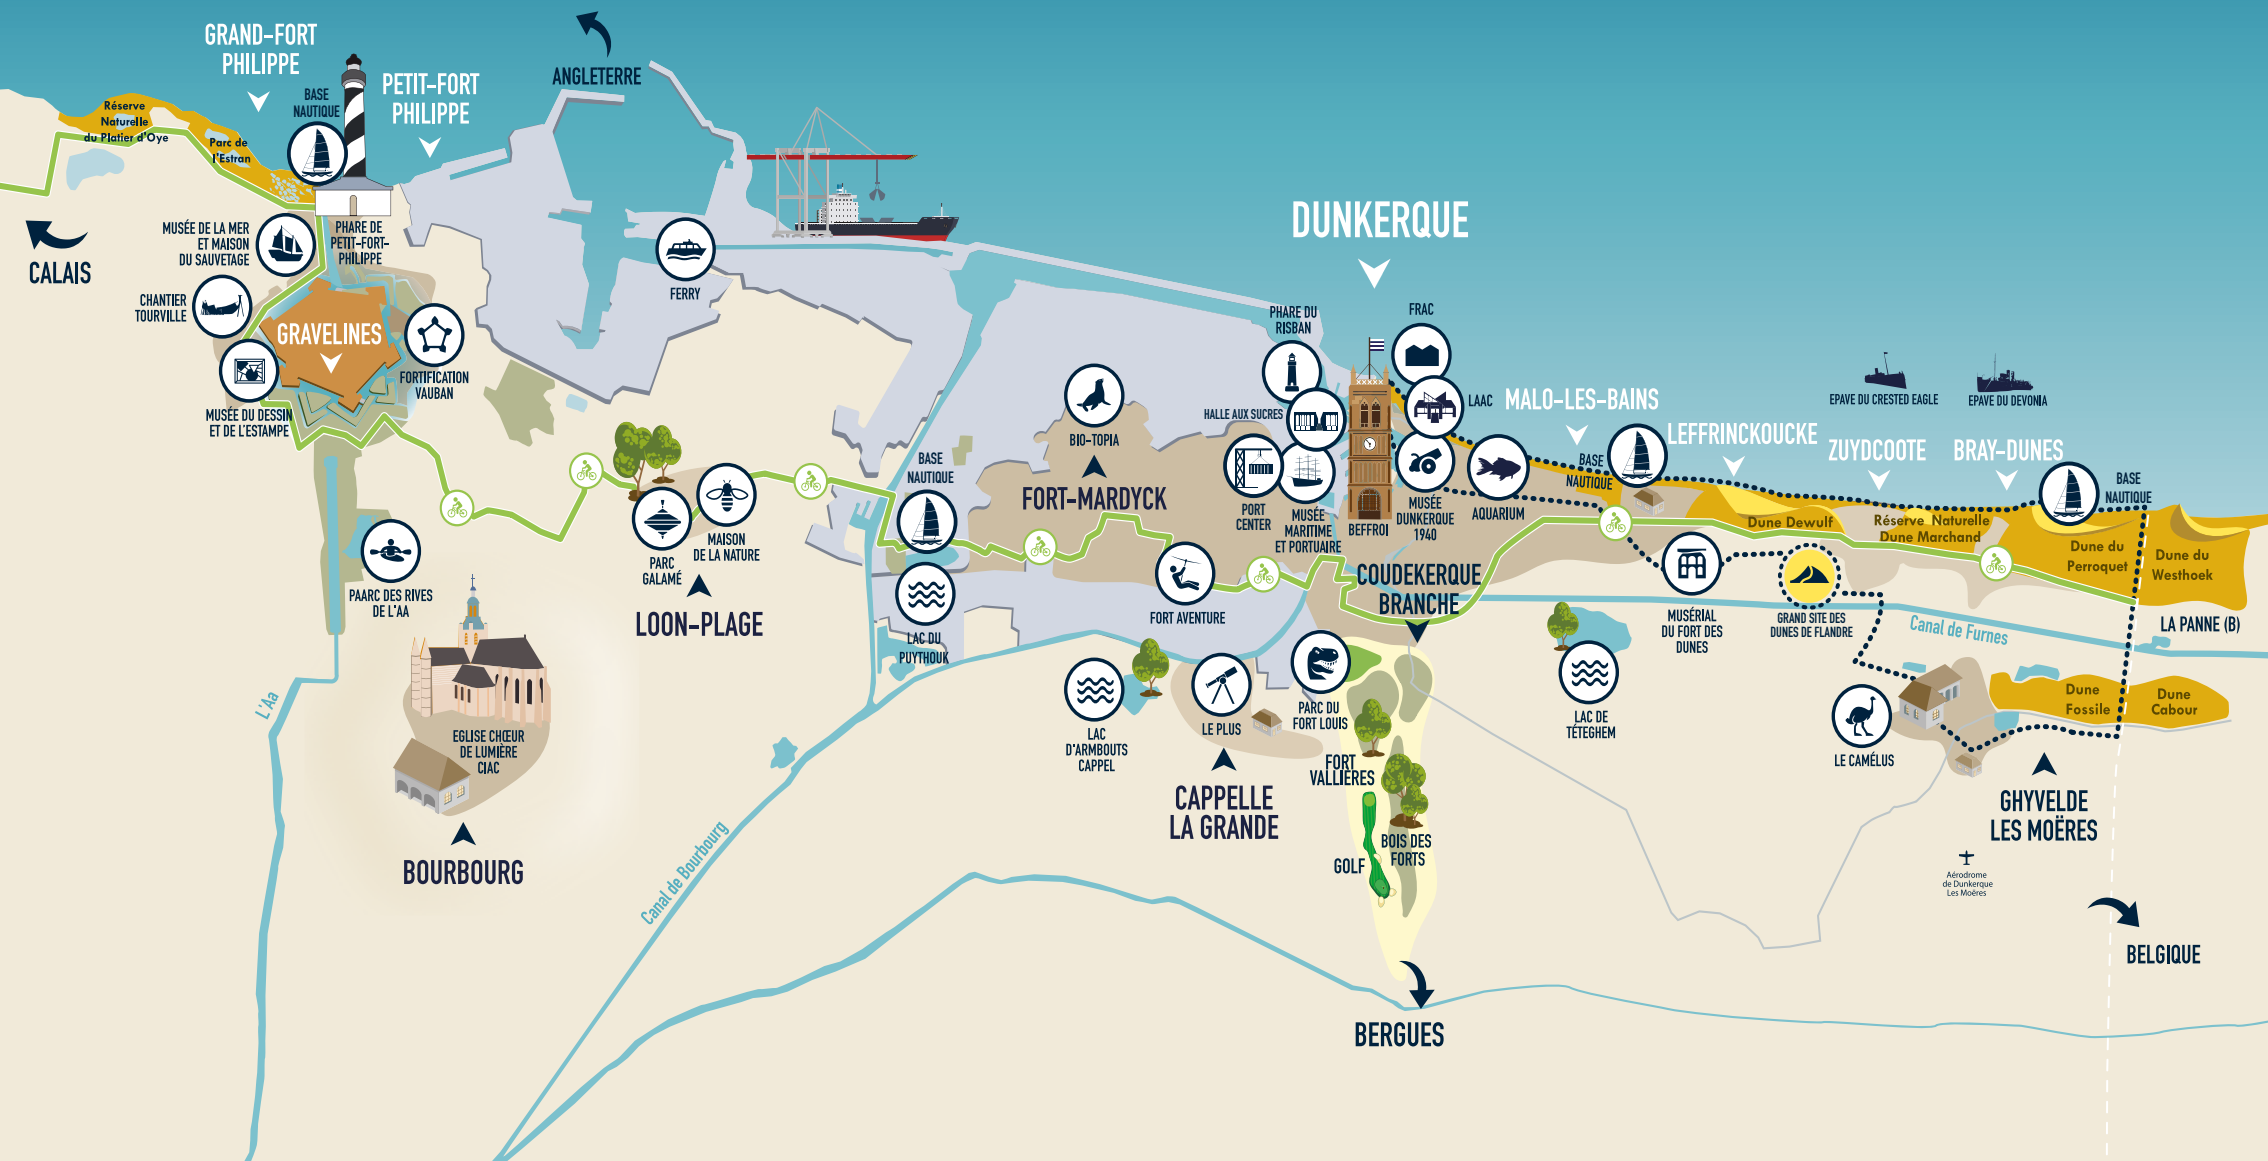 GRAND-FORT
PHILIPPE
PETIT-FORT
PHILIPPE
BASE
NAUTIQUE
ANGLETERRE
Réserve
Naturelle
du Platier d'Oye
Parc de
l'Estran
CALAIS
MUSÉE DE LA MER
ET MAISON
DU SAUVETAGE
PHARE DE
PETIT-FORT-
PHILIPPE
CHANTIER
TOURVILLE
GRAVELINES
FORTIFICATION
VAUBAN
MUSÉE DU DESSIN
ET DE L'ESTAMPE
FERRY
PAARC DES RIVES
DE L'AA
L'Aa
EGLISE CHŒUR
DE LUMIÈRE
CIAC
BOURBOURG
PARC
GALAMÉ
MAISON
DE LA NATURE
LOON-PLAGE
BASE
NAUTIQUE
LAC DU
PUYTHOUK
Canal de Bourbourg
BIO-TOPIA
FORT-MARDYCK
FORT AVENTURE
LAC
D'ARMBOUTS
CAPPEL
LE PLUS
CAPPELLE
LA GRANDE
DUNKERQUE
PHARE DU
RISBAN
FRAC
HALLE AUX SUCRES
LAAC
PORT
CENTER
MUSÉE
MARITIME
ET PORTUAIRE
BEFFROI
MUSÉE
DUNKERQUE
1940
AQUARIUM
COUDEKERQUE
BRANCHE
PARC DU
FORT LOUIS
FORT
VALLIÈRES
BOIS DES
FORTS
GOLF
BERGUES
MALO-LES-BAINS
BASE
NAUTIQUE
LEFFRINCKOUCKE
EPAVE DU CRESTED EAGLE
EPAVE DU DEVONIA
ZUYDCOOTE
BRAY-DUNES
BASE
NAUTIQUE
Dune Dewulf
Réserve Naturelle
Dune Marchand
Dune du
Perroquet
Dune du
Westhoek
MUSÉRIAL
DU FORT DES
DUNES
GRAND SITE DES
DUNES DE FLANDRE
Canal de Furnes
LA PANNE (B)
LAC DE
TÉTEGHEM
LE CAMÉLUS
Dune
Fossile
Dune
Cabour
GHYVELDE
LES MOËRES
Aérodrome
de Dunkerque
Les Moëres
BELGIQUE